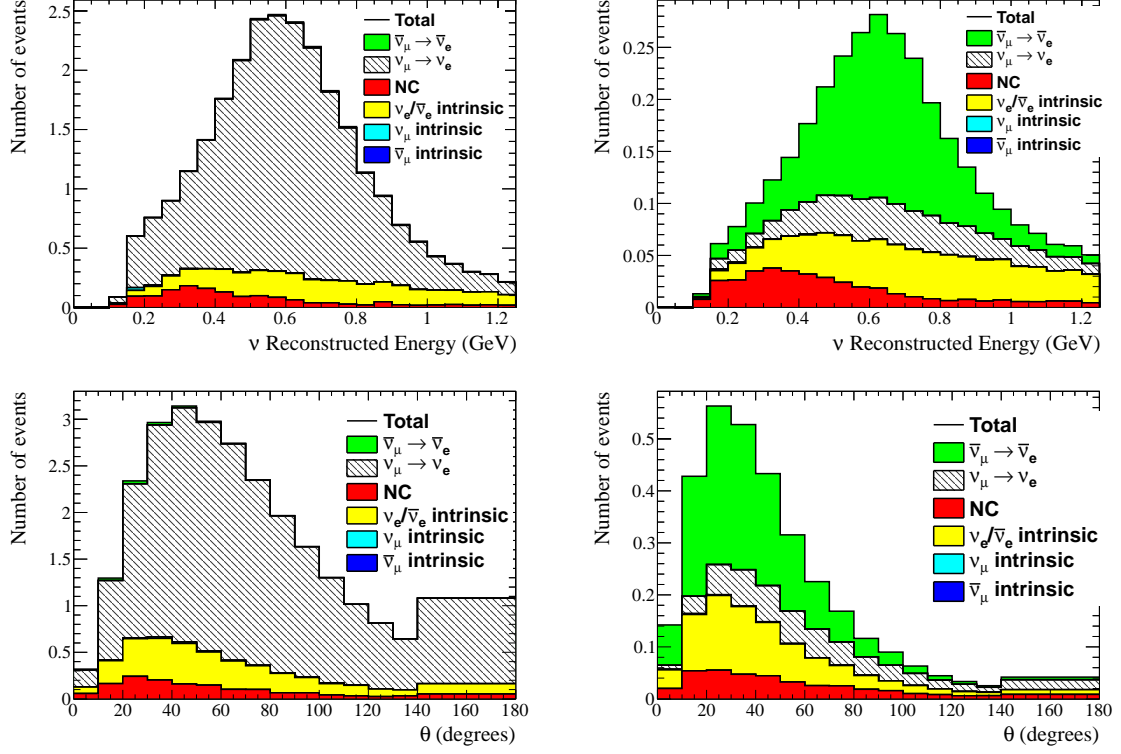 Number of events
2.5
2
1.5
1
0.5
0
0.2 0.4 0.6 0.8 1 1.2
ν Reconstructed Energy (GeV)
Total
ν̅μ → ν̅e
νμ → νe
NC
νe/ν̅e intrinsic
νμ intrinsic
ν̅μ intrinsic
Number of events
0.25
0.2
0.15
0.1
0.05
0
0 0.2 0.4 0.6 0.8 1 1.2
ν Reconstructed Energy (GeV)
Total
ν̅μ → ν̅e
νμ → νe
NC
νe/ν̅e intrinsic
νμ intrinsic
ν̅μ intrinsic
Number of events
3
2.5
2
1.5
1
0.5
0
0 20 40 60 80 100 120 140 160 180
θ (degrees)
Total
ν̅μ → ν̅e
νμ → νe
NC
νe/ν̅e intrinsic
νμ intrinsic
ν̅μ intrinsic
Number of events
0.5
0.4
0.3
0.2
0.1
0
0 20 40 60 80 100 120 140 160 180
θ (degrees)
Total
ν̅μ → ν̅e
νμ → νe
NC
νe/ν̅e intrinsic
νμ intrinsic
ν̅μ intrinsic